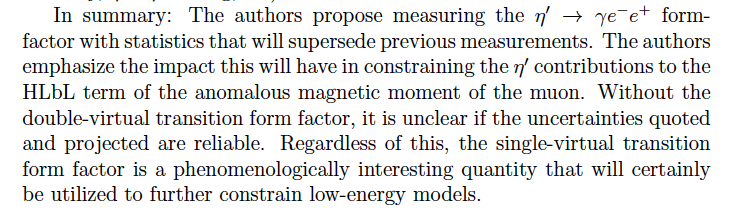 In summary: The authors propose measuring the η′ → γe⁻e⁺ form-
factor with statistics that will supersede previous measurements. The authors
emphasize the impact this will have in constraining the η′ contributions to the
HLbL term of the anomalous magnetic moment of the muon. Without the
double-virtual transition form factor, it is unclear if the uncertainties quoted
and projected are reliable. Regardless of this, the single-virtual transition
form factor is a phenomenologically interesting quantity that will certainly
be utilized to further constrain low-energy models.